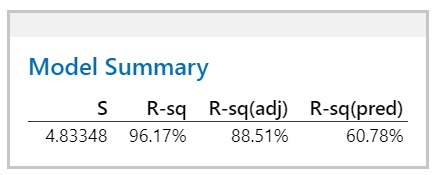 Model Summary
S R-sq R-sq(adj) R-sq(pred)
4.83348 96.17% 88.51% 60.78%